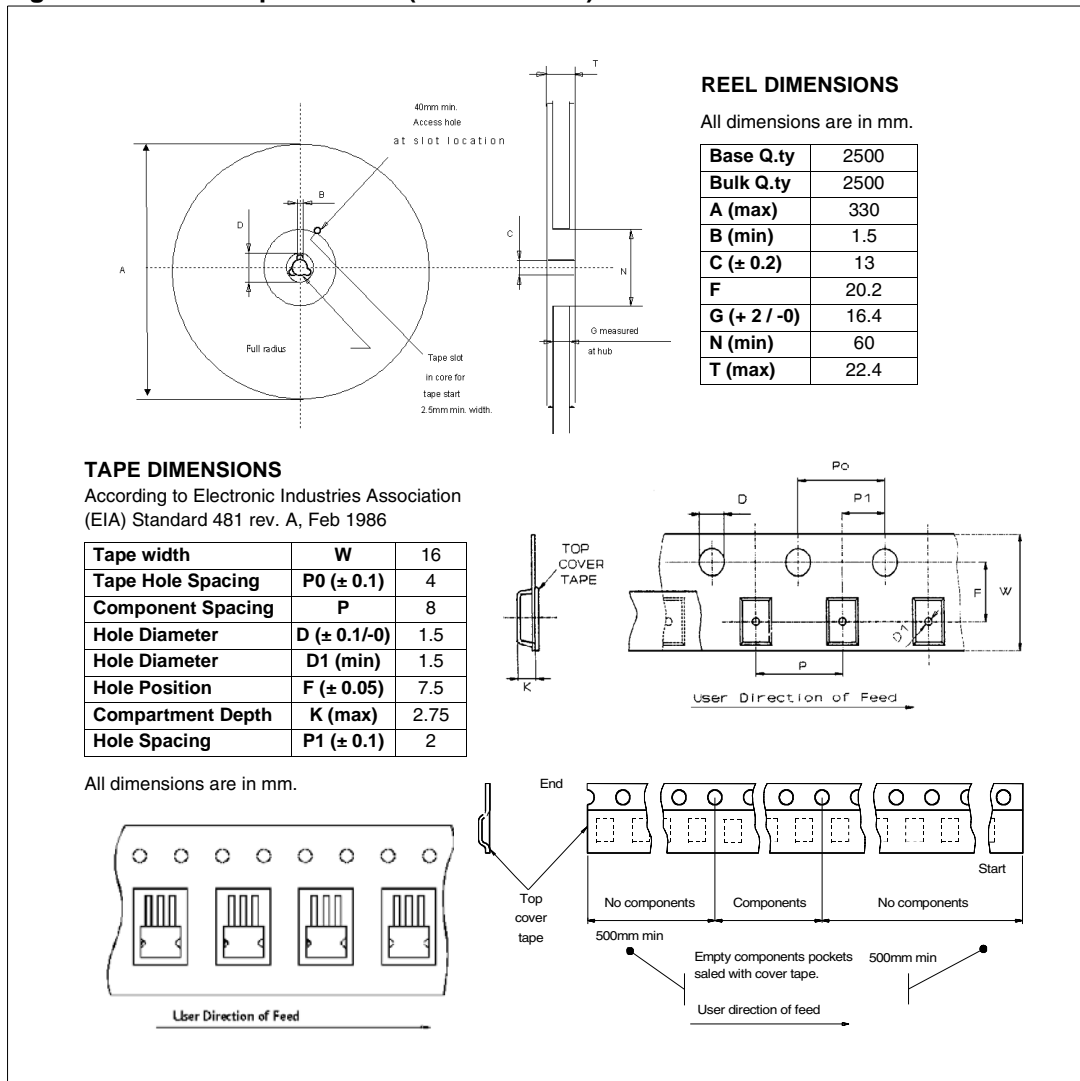 T
40mm min.
Access hole
at slot location
B
D
C
A
N
Full radius
G measured
at hub
Tape slot
in core for
tape start
2.5mm min. width.
REEL DIMENSIONS
All dimensions are in mm.
Base Q.ty 2500
Bulk Q.ty 2500
A (max) 330
B (min) 1.5
C (± 0.2) 13
F 20.2
G (+ 2 / -0) 16.4
N (min) 60
T (max) 22.4
TAPE DIMENSIONS
According to Electronic Industries Association
(EIA) Standard 481 rev. A, Feb 1986
Tape width W 16
Tape Hole Spacing P0 (± 0.1) 4
Component Spacing P 8
Hole Diameter D (± 0.1/-0) 1.5
Hole Diameter D1 (min) 1.5
Hole Position F (± 0.05) 7.5
Compartment Depth K (max) 2.75
Hole Spacing P1 (± 0.1) 2
All dimensions are in mm.
Po
D
P1
TOP
COVER
TAPE
F
W
D1
P
K
User Direction of Feed
End
Start
Top
cover
tape
No components
Components
No components
500mm min
Empty components pockets
saled with cover tape.
500mm min
User direction of feed
User Direction of Feed